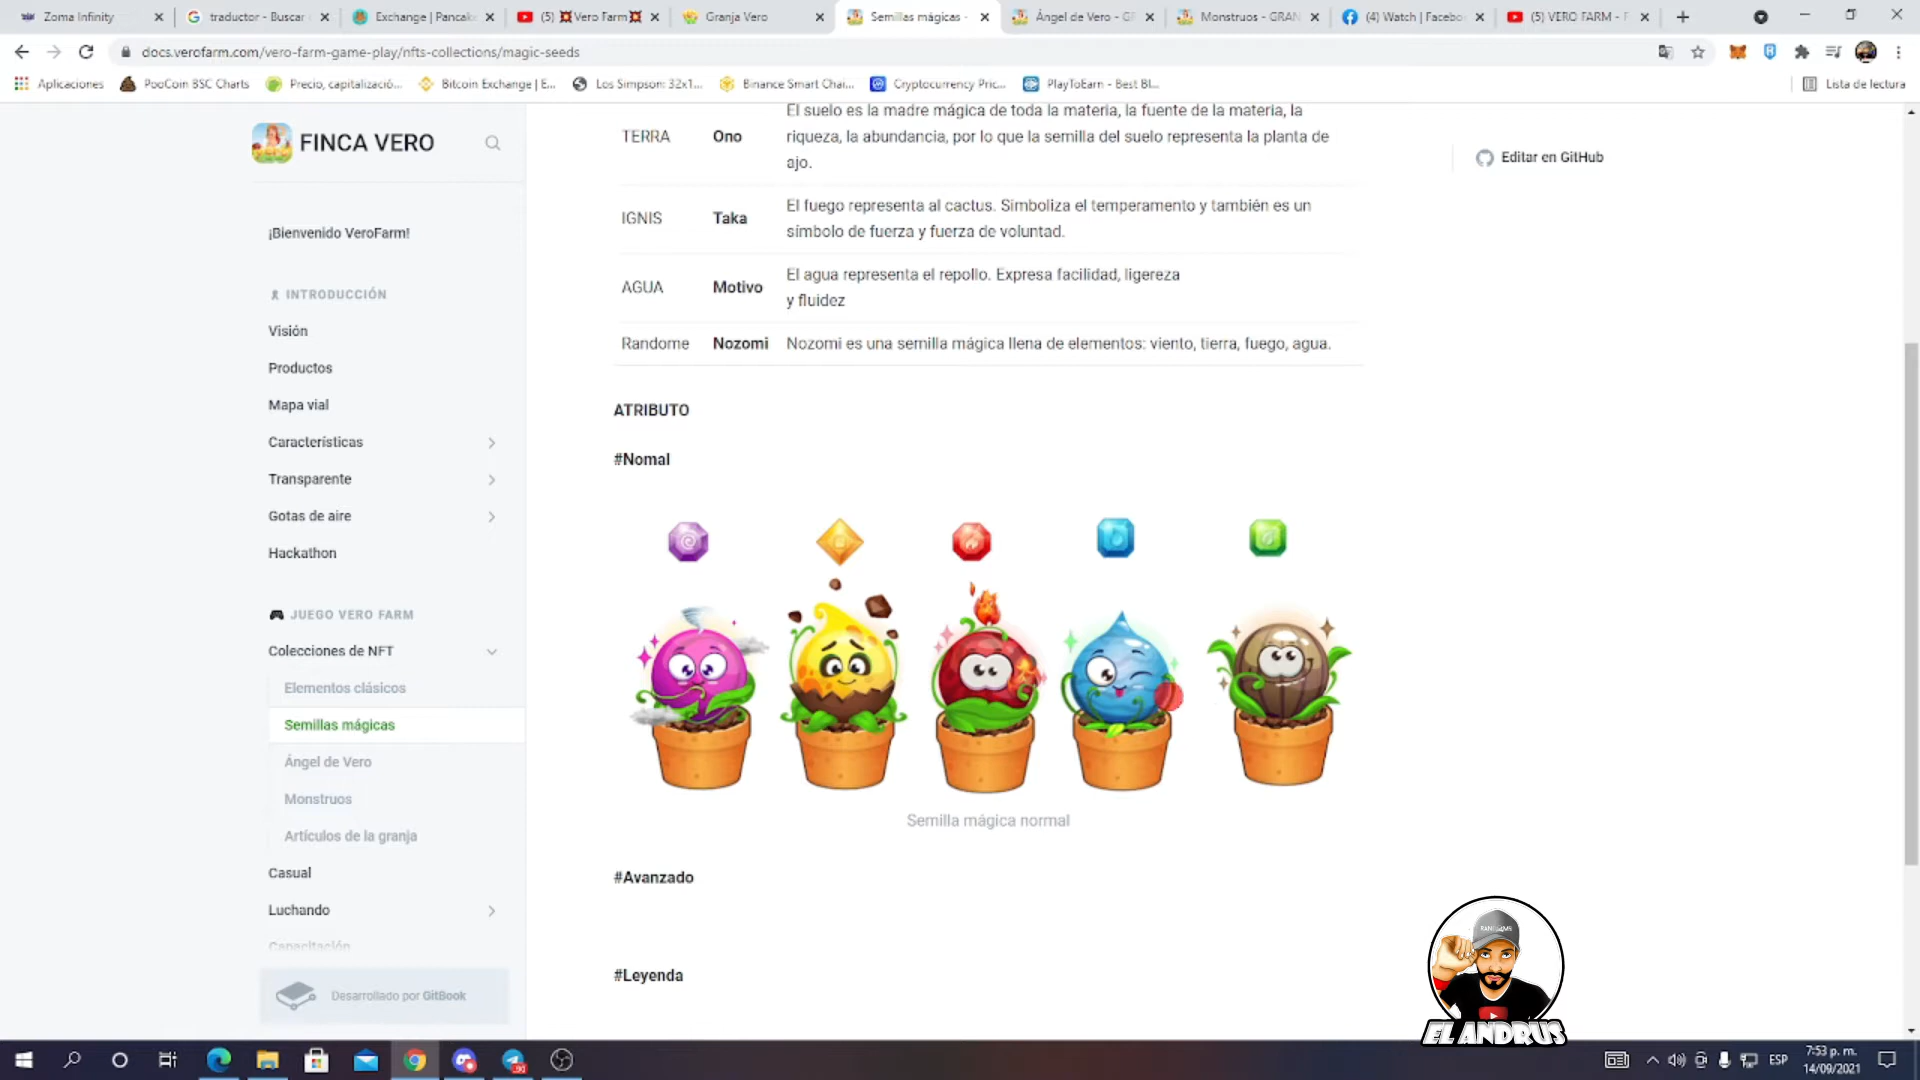 Zoma Infinity
traductor - Buscar
Exchange | Pancak
(5) 💥Vero Farm💥
Granja Vero
Semillas mágicas -
Ángel de Vero - GR
Monstruos - GRAN
(4) Watch | Facebo
(5) VERO FARM - F
docs.verofarm.com/vero-farm-game-play/nfts-collections/magic-seeds
Aplicaciones
PooCoin BSC Charts
Precio, capitalizació...
Bitcoin Exchange | E...
Los Simpson: 32x1...
Binance Smart Chai...
Cryptocurrency Pric...
PlayToEarn - Best Bl...
Lista de lectura
FINCA VERO
¡Bienvenido VeroFarm!
INTRODUCCIÓN
Visión
Productos
Mapa vial
Características
Transparente
Gotas de aire
Hackathon
JUEGO VERO FARM
Colecciones de NFT
Elementos clásicos
Semillas mágicas
Ángel de Vero
Monstruos
Artículos de la granja
Casual
Luchando
Capacitación
Desarrollado por GitBook
El suelo es la madre mágica de toda la materia, la fuente de la materia, la
TERRA Ono riqueza, la abundancia, por lo que la semilla del suelo representa la planta de
ajo.
El fuego representa al cactus. Simboliza el temperamento y también es un
IGNIS Taka
símbolo de fuerza y fuerza de voluntad.
El agua representa el repollo. Expresa facilidad, ligereza
AGUA Motivo
y fluidez
Randome Nozomi Nozomi es una semilla mágica llena de elementos: viento, tierra, fuego, agua.
ATRIBUTO
#Nomal
Semilla mágica normal
#Avanzado
#Leyenda
Editar en GitHub
EL ANDRUS
ESP
7:53 p. m.
14/09/2021